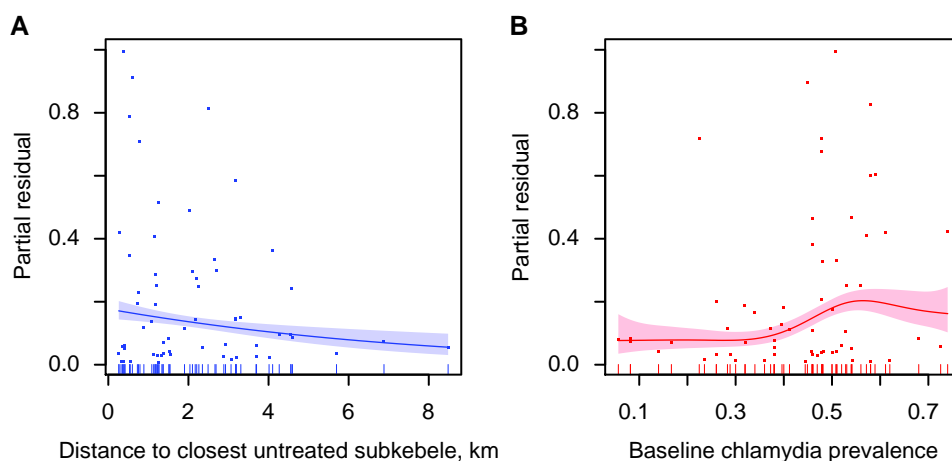 A
B
Partial residual
0.8
0.4
0.0
0 2 4 6 8
Distance to closest untreated subkebele, km
Partial residual
0.8
0.4
0.0
0.1 0.3 0.5 0.7
Baseline chlamydia prevalence